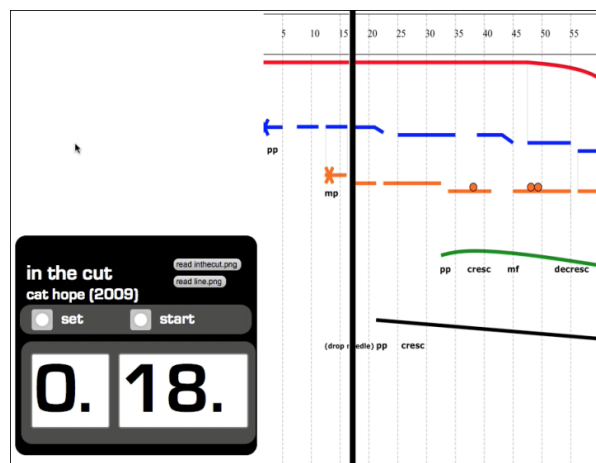 5 10 15 20 25 30 35 40 45 50 55
pp
mp
pp cresc mf decresc
(drop needle) pp cresc
in the cut
read inthecut.png
cat hope (2009)
read line.png
set start
0. 18.